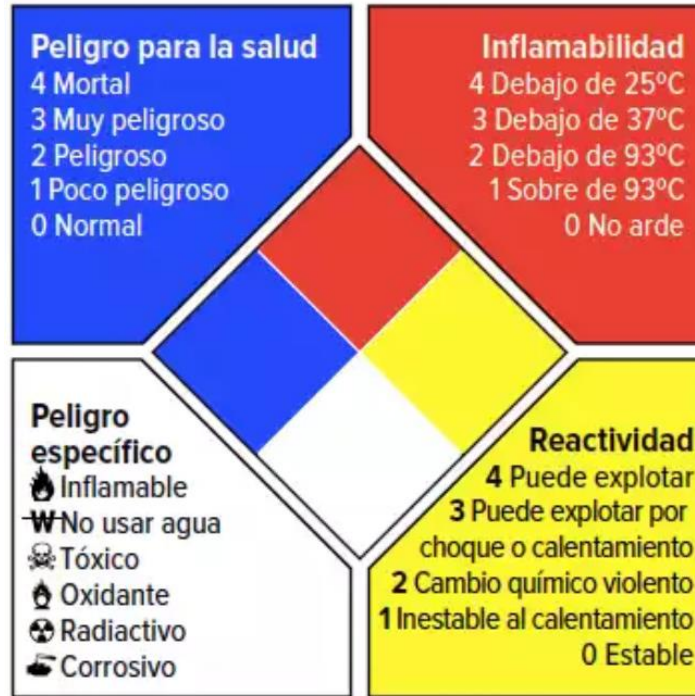 Peligro para la salud
4 Mortal
3 Muy peligroso
2 Peligroso
1 Poco peligroso
0 Normal
Inflamabilidad
4 Debajo de 25ºC
3 Debajo de 37ºC
2 Debajo de 93ºC
1 Sobre de 93ºC
0 No arde
Peligro
específico
Inflamable
W No usar agua
Tóxico
Oxidante
Radiactivo
Corrosivo
Reactividad
4 Puede explotar
3 Puede explotar por
choque o calentamiento
2 Cambio químico violento
1 Inestable al calentamiento
0 Estable